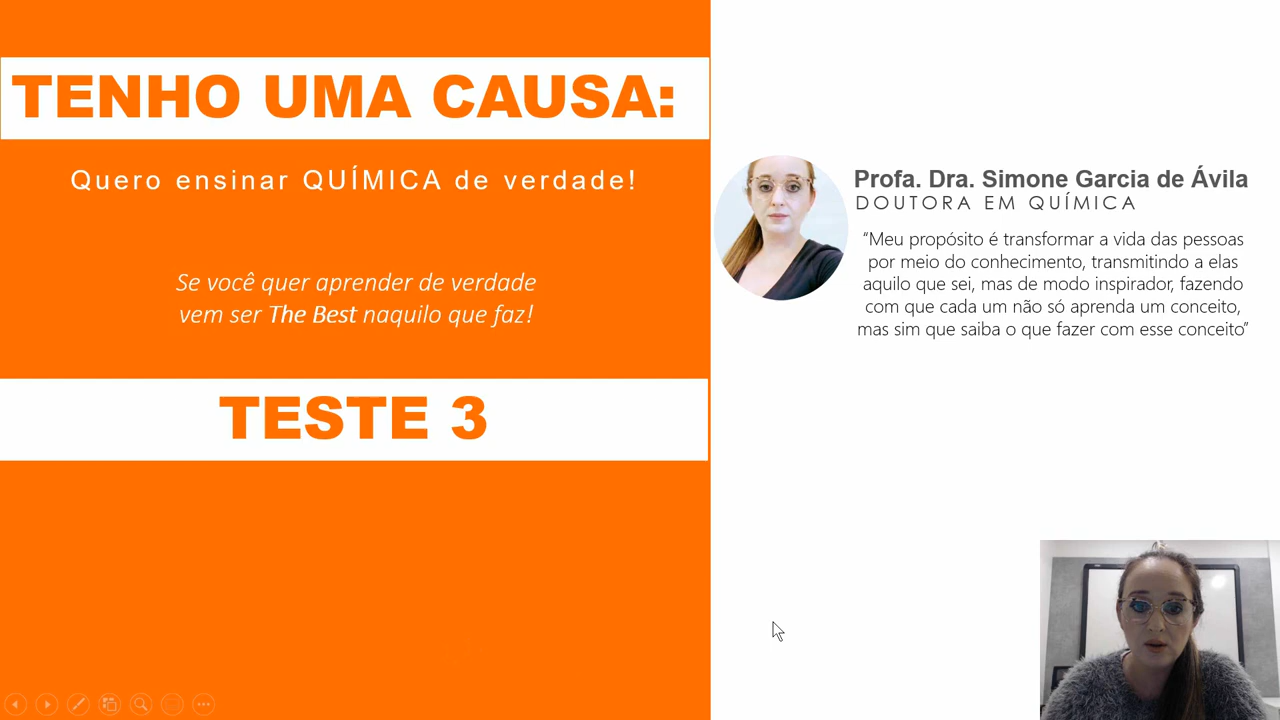 TENHO UMA CAUSA:
Quero ensinar QUÍMICA de verdade!
Se você quer aprender de verdade
vem ser The Best naquilo que faz!
TESTE 3
Profa. Dra. Simone Garcia de Ávila
DOUTORA EM QUÍMICA
“Meu propósito é transformar a vida das pessoas
por meio do conhecimento, transmitindo a elas
aquilo que sei, mas de modo inspirador, fazendo
com que cada um não só aprenda um conceito,
mas sim que saiba o que fazer com esse conceito”